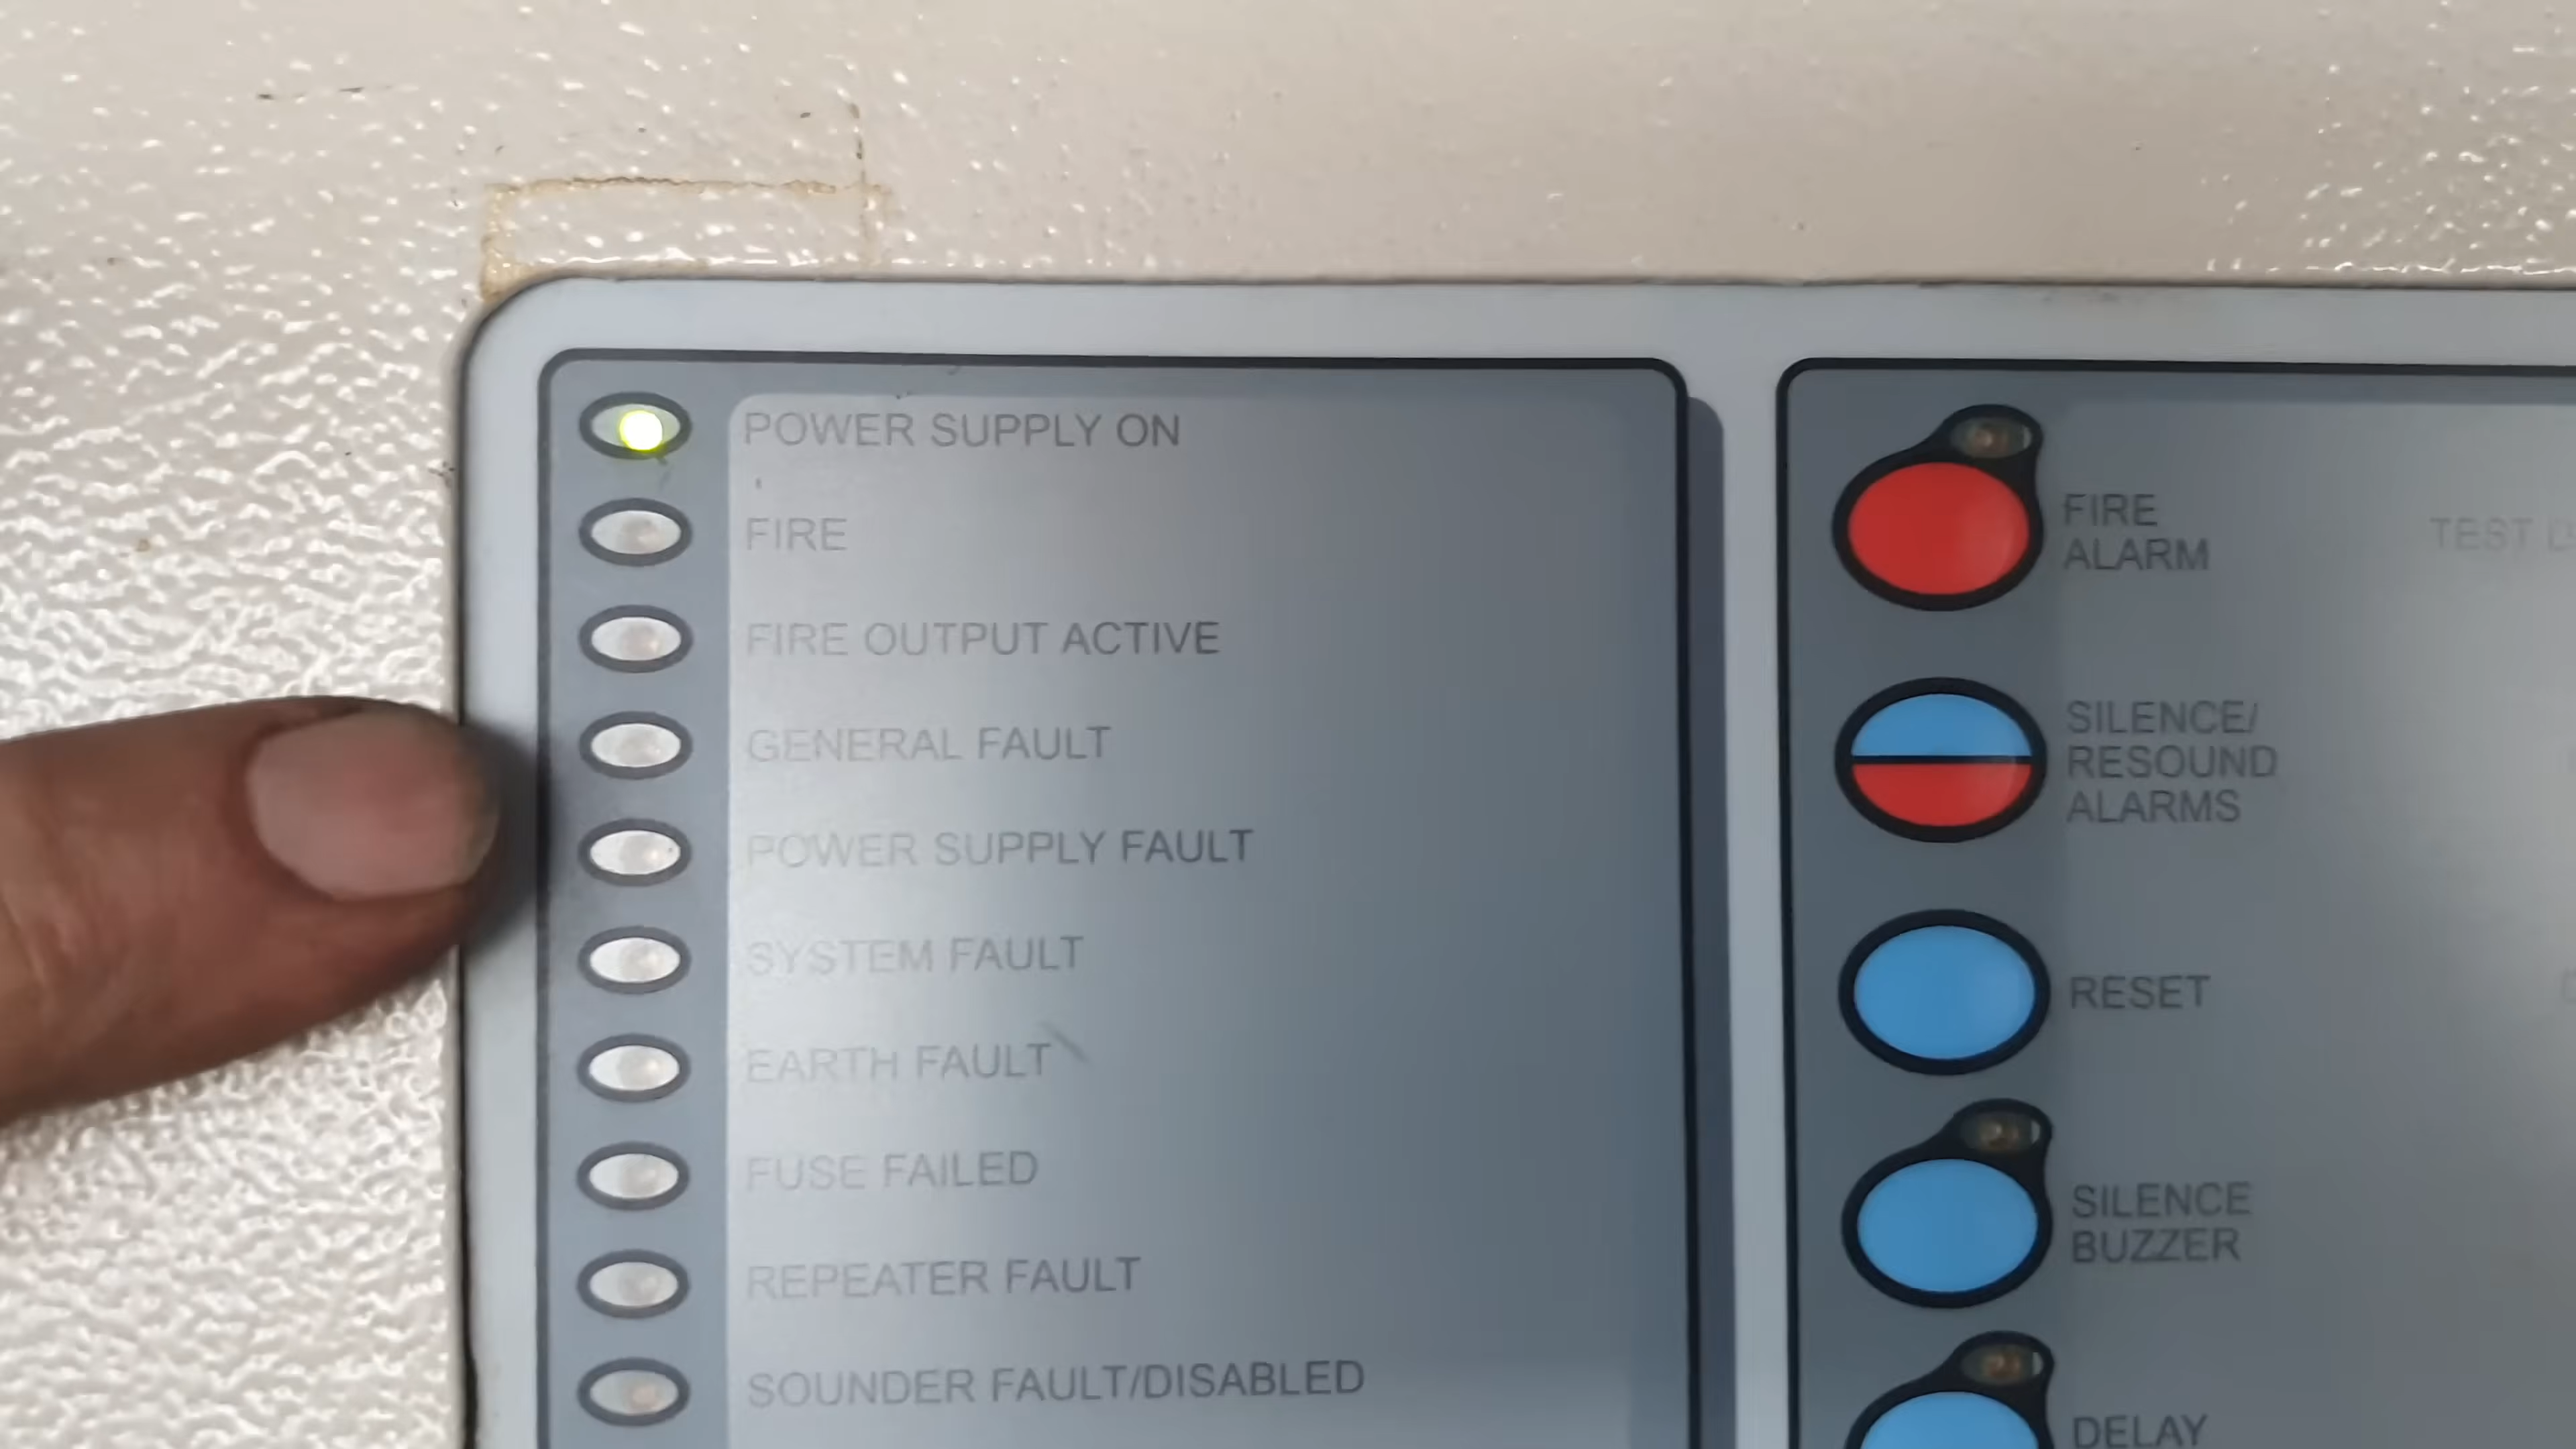 POWER SUPPLY ON
FIRE
FIRE OUTPUT ACTIVE
GENERAL FAULT
POWER SUPPLY FAULT
SYSTEM FAULT
EARTH FAULT
FUSE FAILED
REPEATER FAULT
SOUNDER FAULT/DISABLED
FIRE
ALARM
SILENCE/
RESOUND
ALARMS
RESET
SILENCE
BUZZER
DELAY
TEST